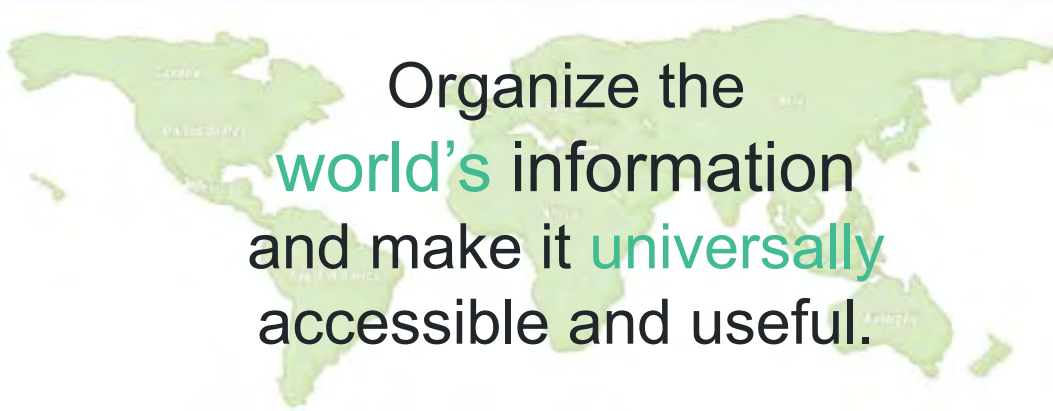 Organize the
world's information
and make it universally
accessible and useful.